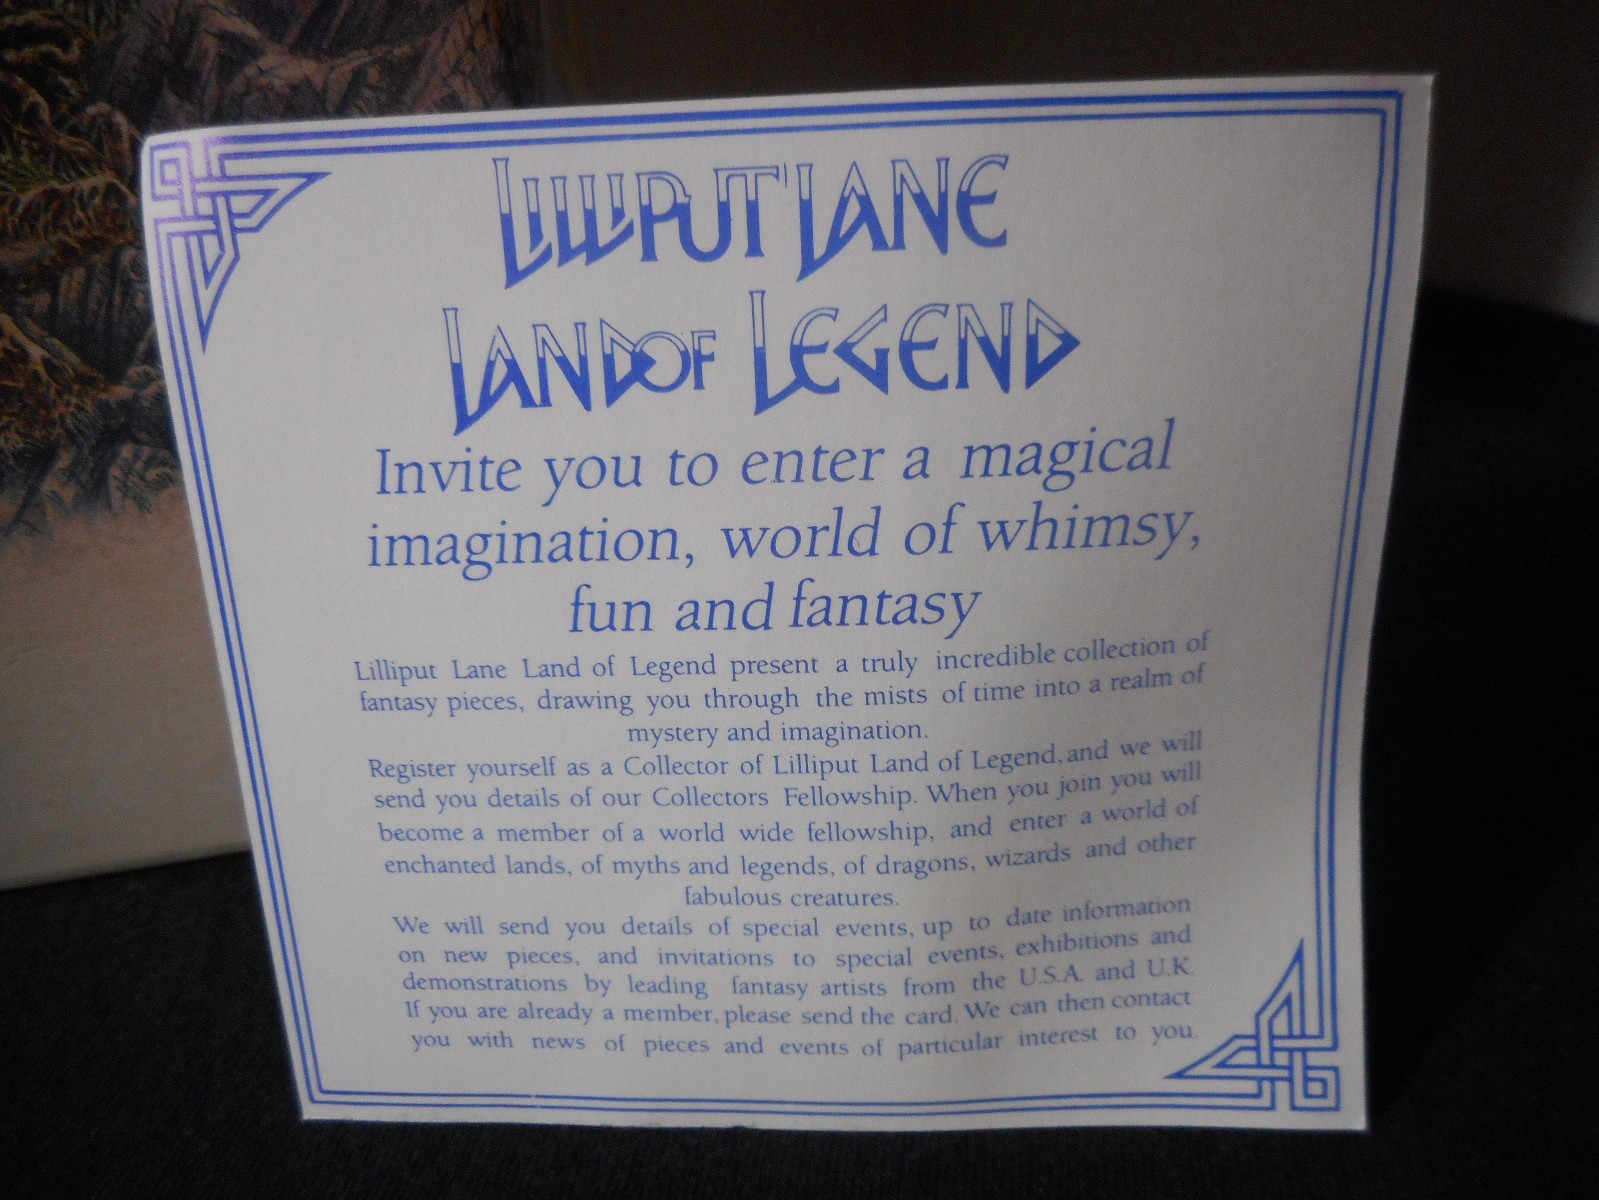 LILLIPUT LANE
LAND OF LEGEND
Invite you to enter a magical
imagination, world of whimsy,
fun and fantasy
Lilliput Lane Land of Legend present a truly incredible collection of
fantasy pieces, drawing you through the mists of time into a realm of
mystery and imagination.
Register yourself as a Collector of Lilliput Land of Legend, and we will
send you details of our Collectors Fellowship. When you join you will
become a member of a world wide fellowship, and enter a world of
enchanted lands, of myths and legends, of dragons, wizards and other
fabulous creatures.
We will send you details of special events, up to date information
on new pieces, and invitations to special events, exhibitions and
demonstrations by leading fantasy artists from the U.S.A. and U.K.
If you are already a member, please send the card. We can then contact
you with news of pieces and events of particular interest to you.